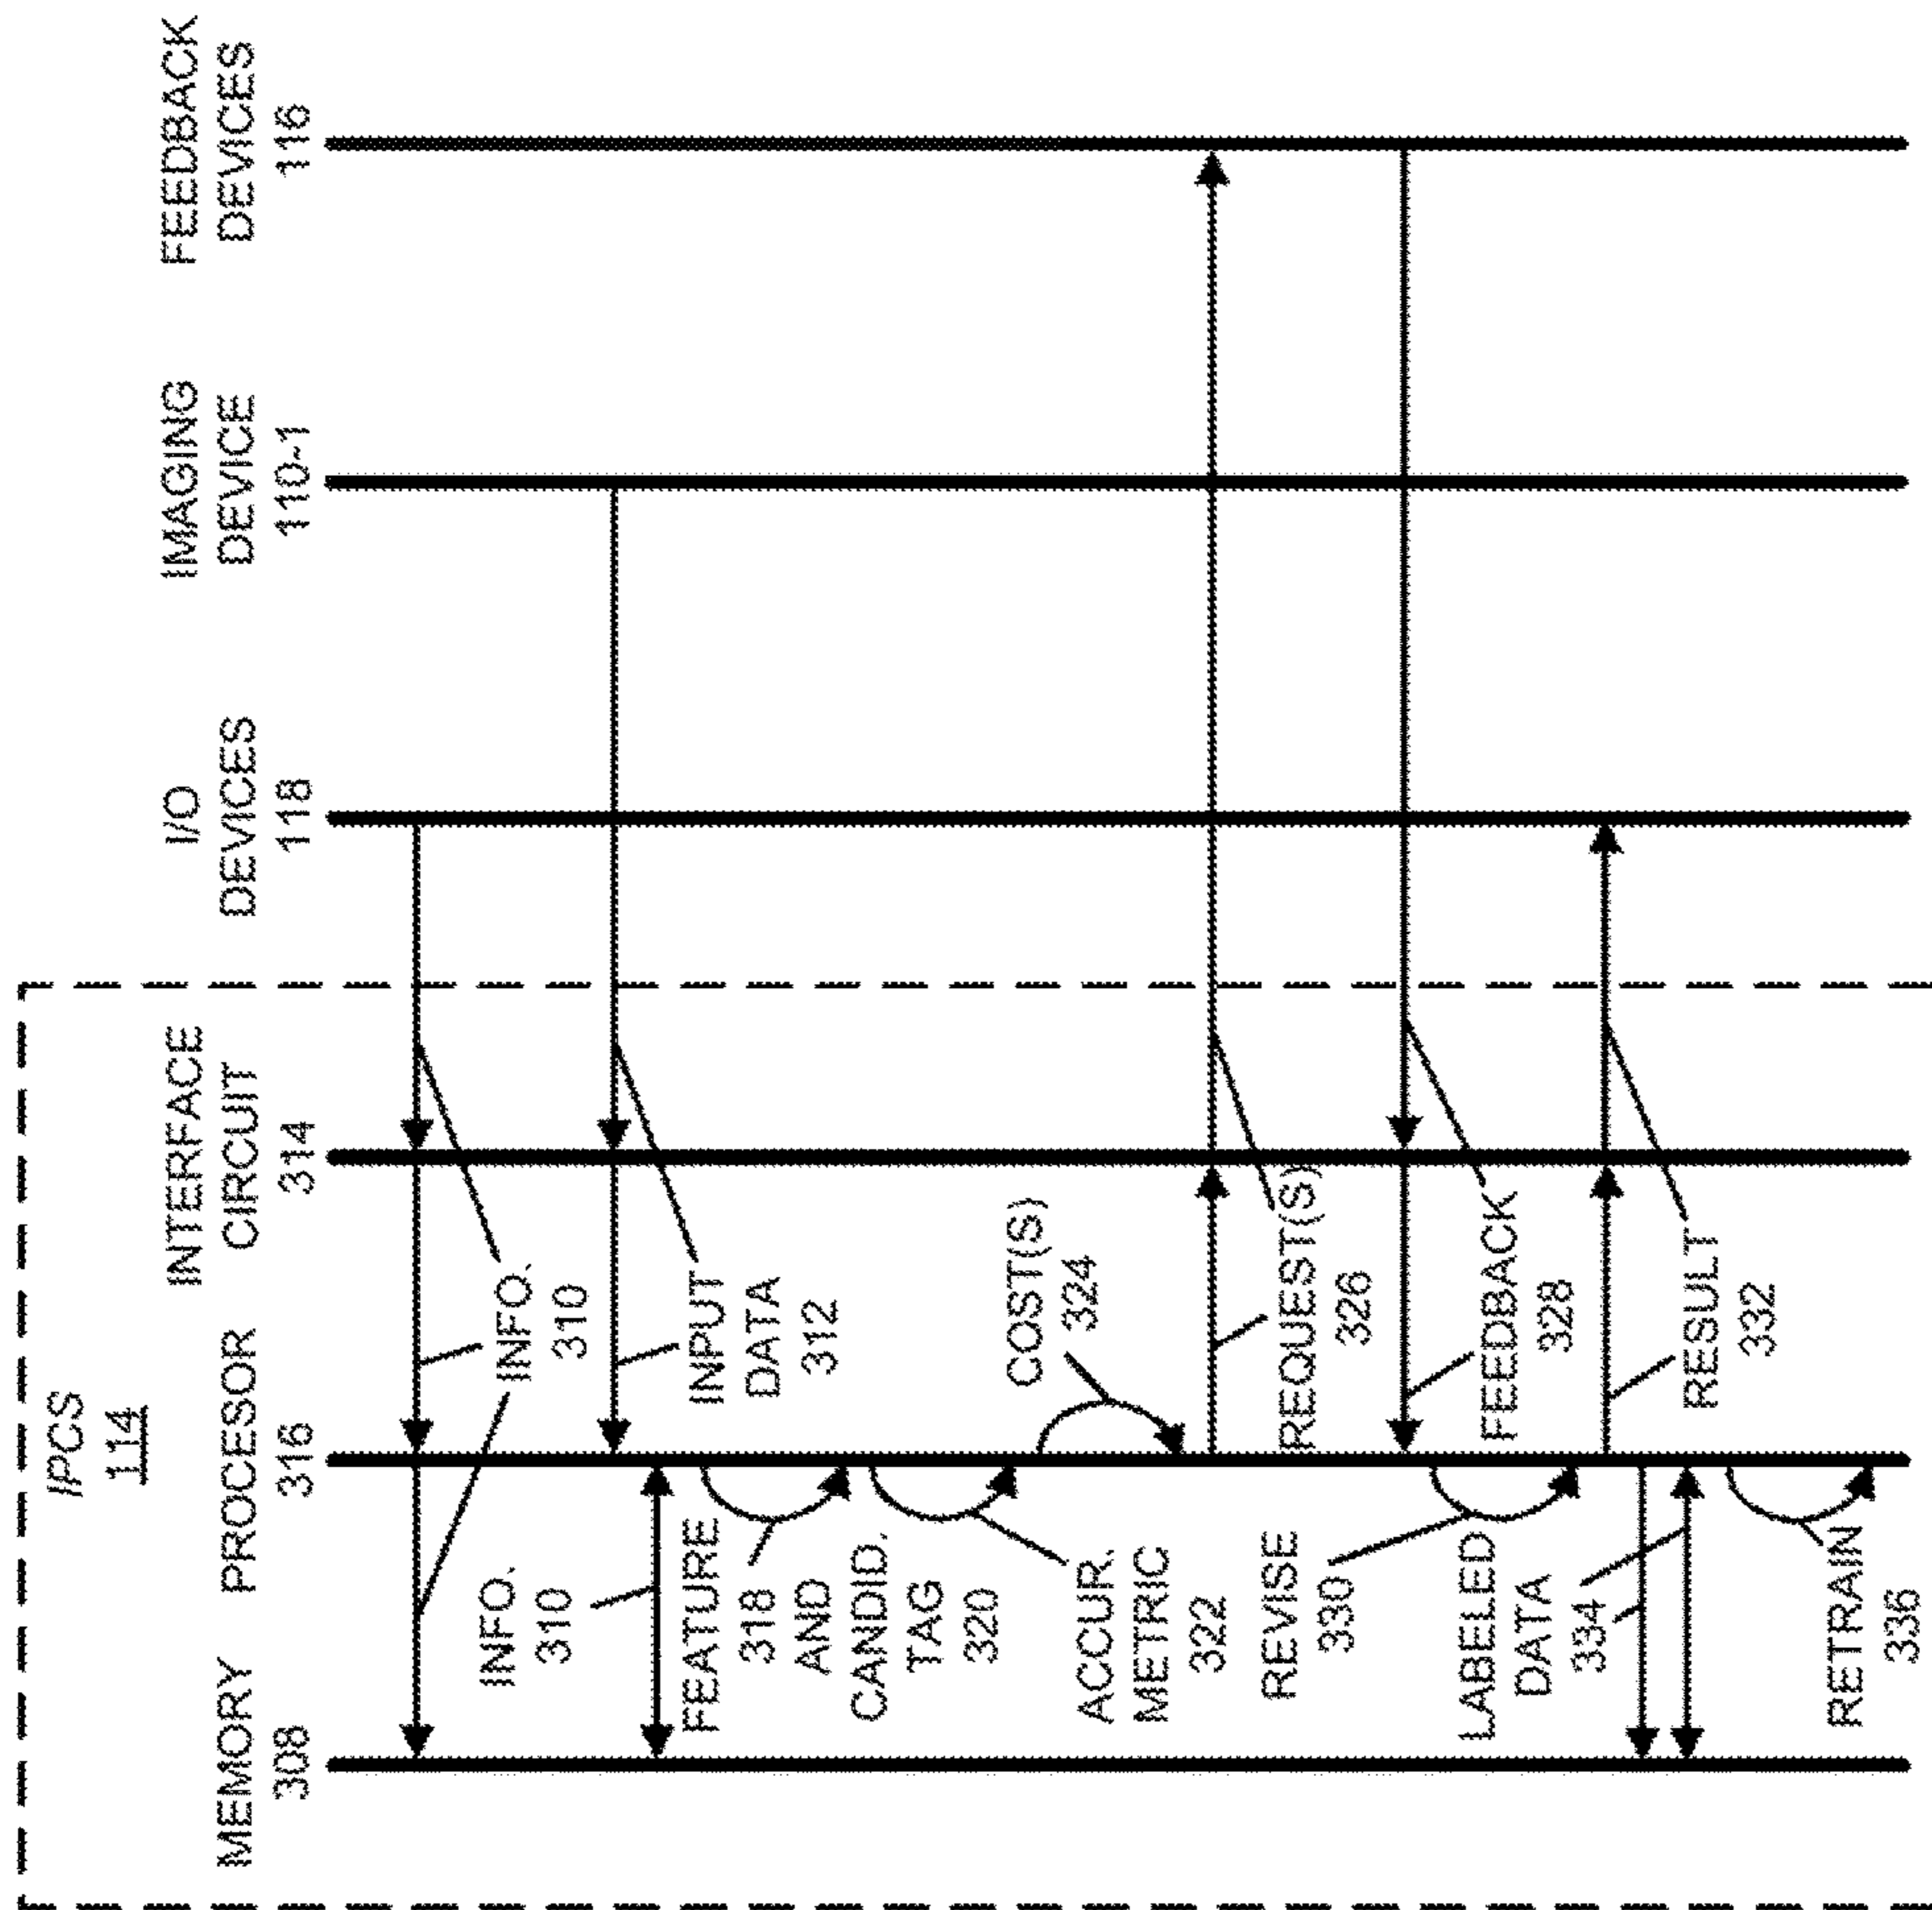 IPCS
114
MEMORY
308
PROCESSOR
316
INTERFACE
CIRCUIT
314
I/O
DEVICES
118
IMAGING
DEVICE
110-1
FEEDBACK
DEVICES
116
INFO.
310
INPUT
DATA
312
INFO.
310
FEATURE
318
AND
CANDID.
TAG
320
ACCUR.
METRIC
322
COST(S)
324
REQUEST(S)
326
FEEDBACK
328
REVISE
330
RESULT
332
LABELED
DATA
334
RETRAIN
336